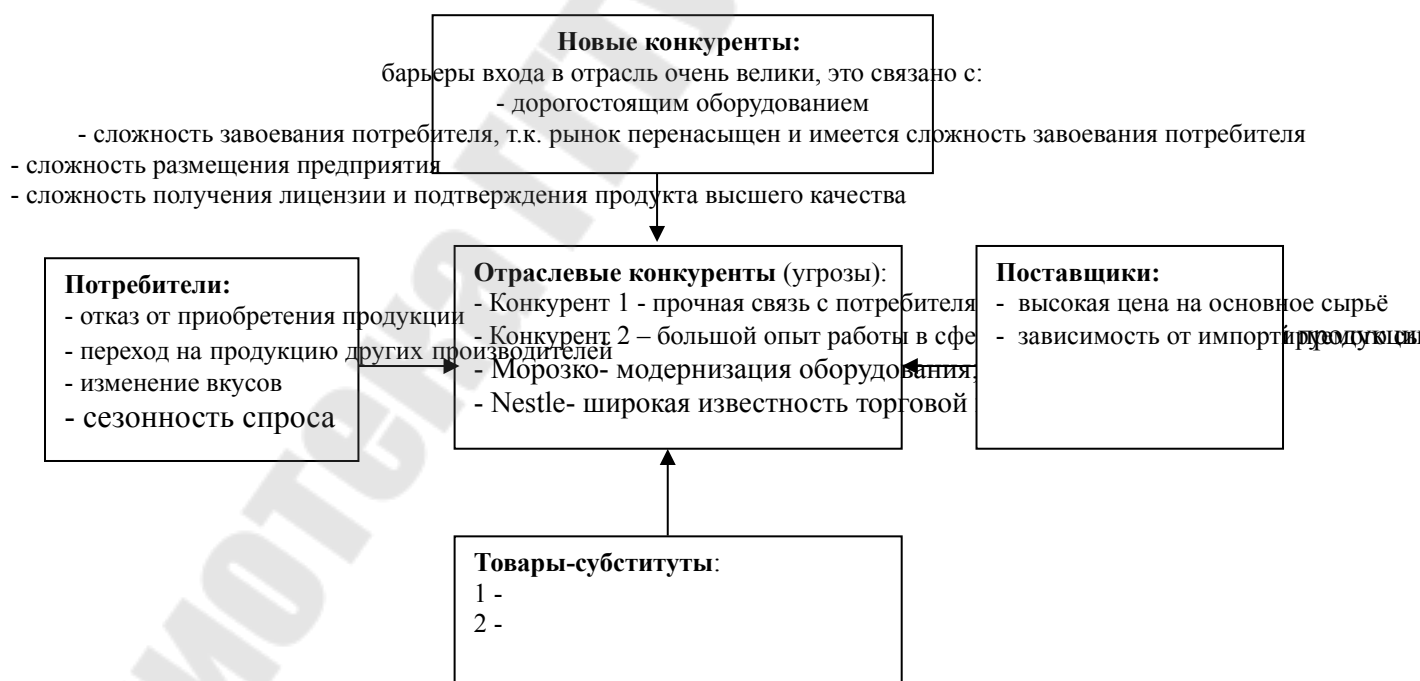 Новые конкуренты:
барьеры входа в отрасль очень велики, это связано с:
- дорогостоящим оборудованием
- сложность завоевания потребителя, т.к. рынок перенасыщен и имеется сложность завоевания потребителя
- сложность размещения предприятия
- сложность получения лицензии и подтверждения продукта высшего качества
Потребители:
- отказ от приобретения продукции
- переход на продукцию других производителей
- изменение вкусов
- сезонность спроса
Отраслевые конкуренты (угрозы):
- Конкурент 1 - прочная связь с потребителя
- Конкурент 2 – большой опыт работы в сфе
- Морозко- модернизация оборудования,
- Nestle- широкая известность торговой
Поставщики:
- высокая цена на основное сырьё
- зависимость от
Товары-субституты:
1 -
2 -